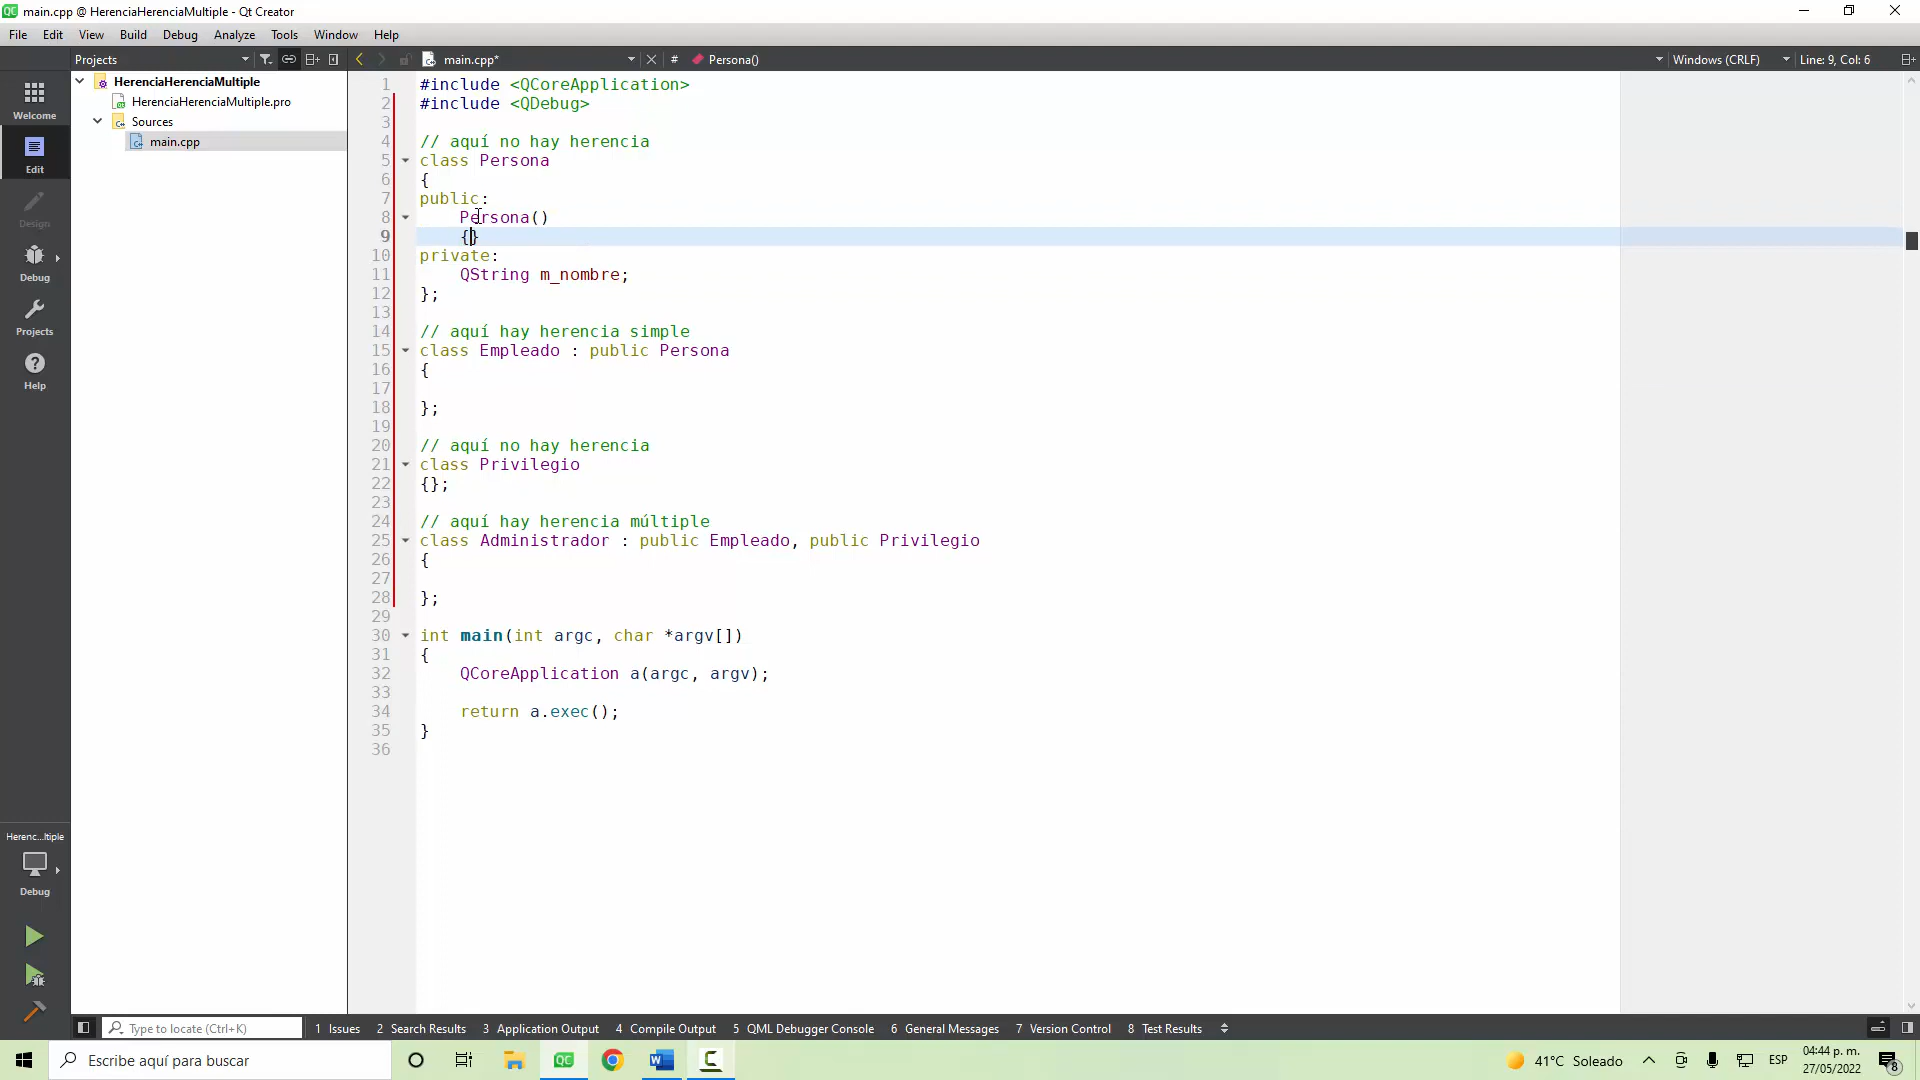 main.cpp @ HerenciaHerenciaMultiple - Qt Creator
File Edit View Build Debug Analyze Tools Window Help
Projects main.cpp* # Persona() Windows (CRLF) Line: 9, Col: 6
HerenciaHerenciaMultiple
HerenciaHerenciaMultiple.pro
Sources
main.cpp
Welcome
Edit
Design
Debug
Projects
Help
Herenc...ltiple
Debug
1 #include <QCoreApplication>
2 #include <QDebug>
3
4 // aquí no hay herencia
5 class Persona
6 {
7 public:
8     Persona()
9     {}
10 private:
11     QString m_nombre;
12 };
13
14 // aquí hay herencia simple
15 class Empleado : public Persona
16 {
17
18 };
19
20 // aquí no hay herencia
21 class Privilegio
22 {};
23
24 // aquí hay herencia múltiple
25 class Administrador : public Empleado, public Privilegio
26 {
27
28 };
29
30 int main(int argc, char *argv[])
31 {
32     QCoreApplication a(argc, argv);
33
34     return a.exec();
35 }
36
Type to locate (Ctrl+K) 1 Issues 2 Search Results 3 Application Output 4 Compile Output 5 QML Debugger Console 6 General Messages 7 Version Control 8 Test Results
Escribe aquí para buscar QC 41°C Soleado ESP 04:44 p. m.
27/05/2022 8